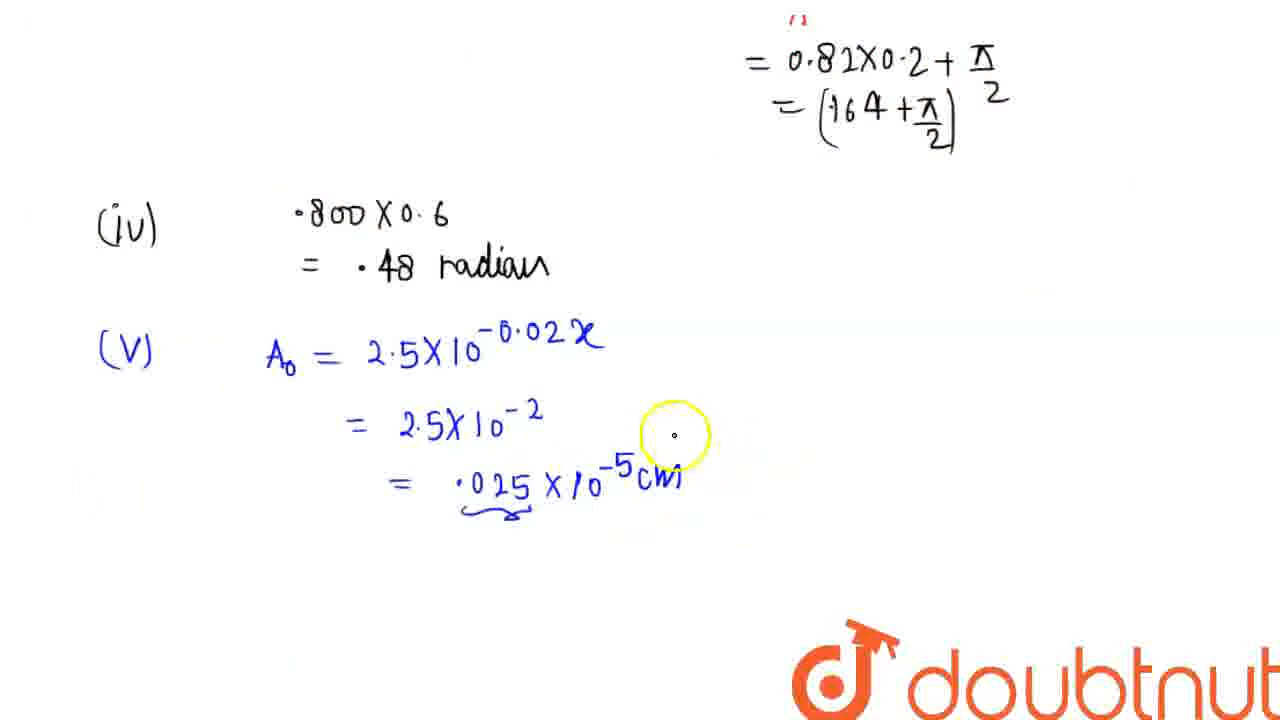 = 0.82×0.2 + π/2
= (.164 + π/2)
(iv) .800 × 0.6
= .48 radian
(v) A₀ = 2.5×10^-0.02x
= 2.5×10^-2
= .025 × 10^-5 cm
doubtnut